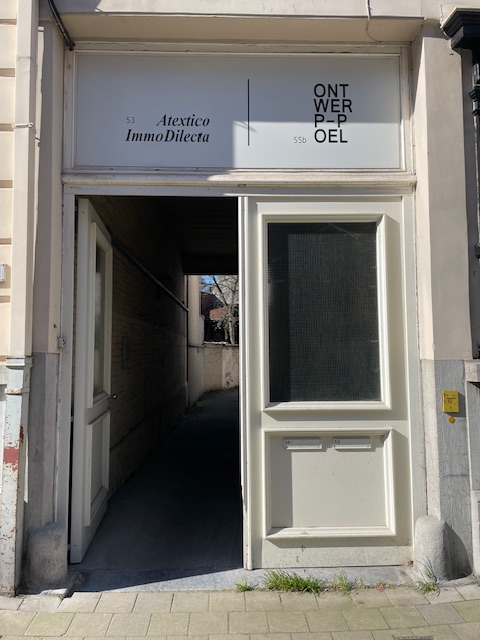 53 Atextico
ImmoDilecta
ONT
WER
P-P
55b OEL